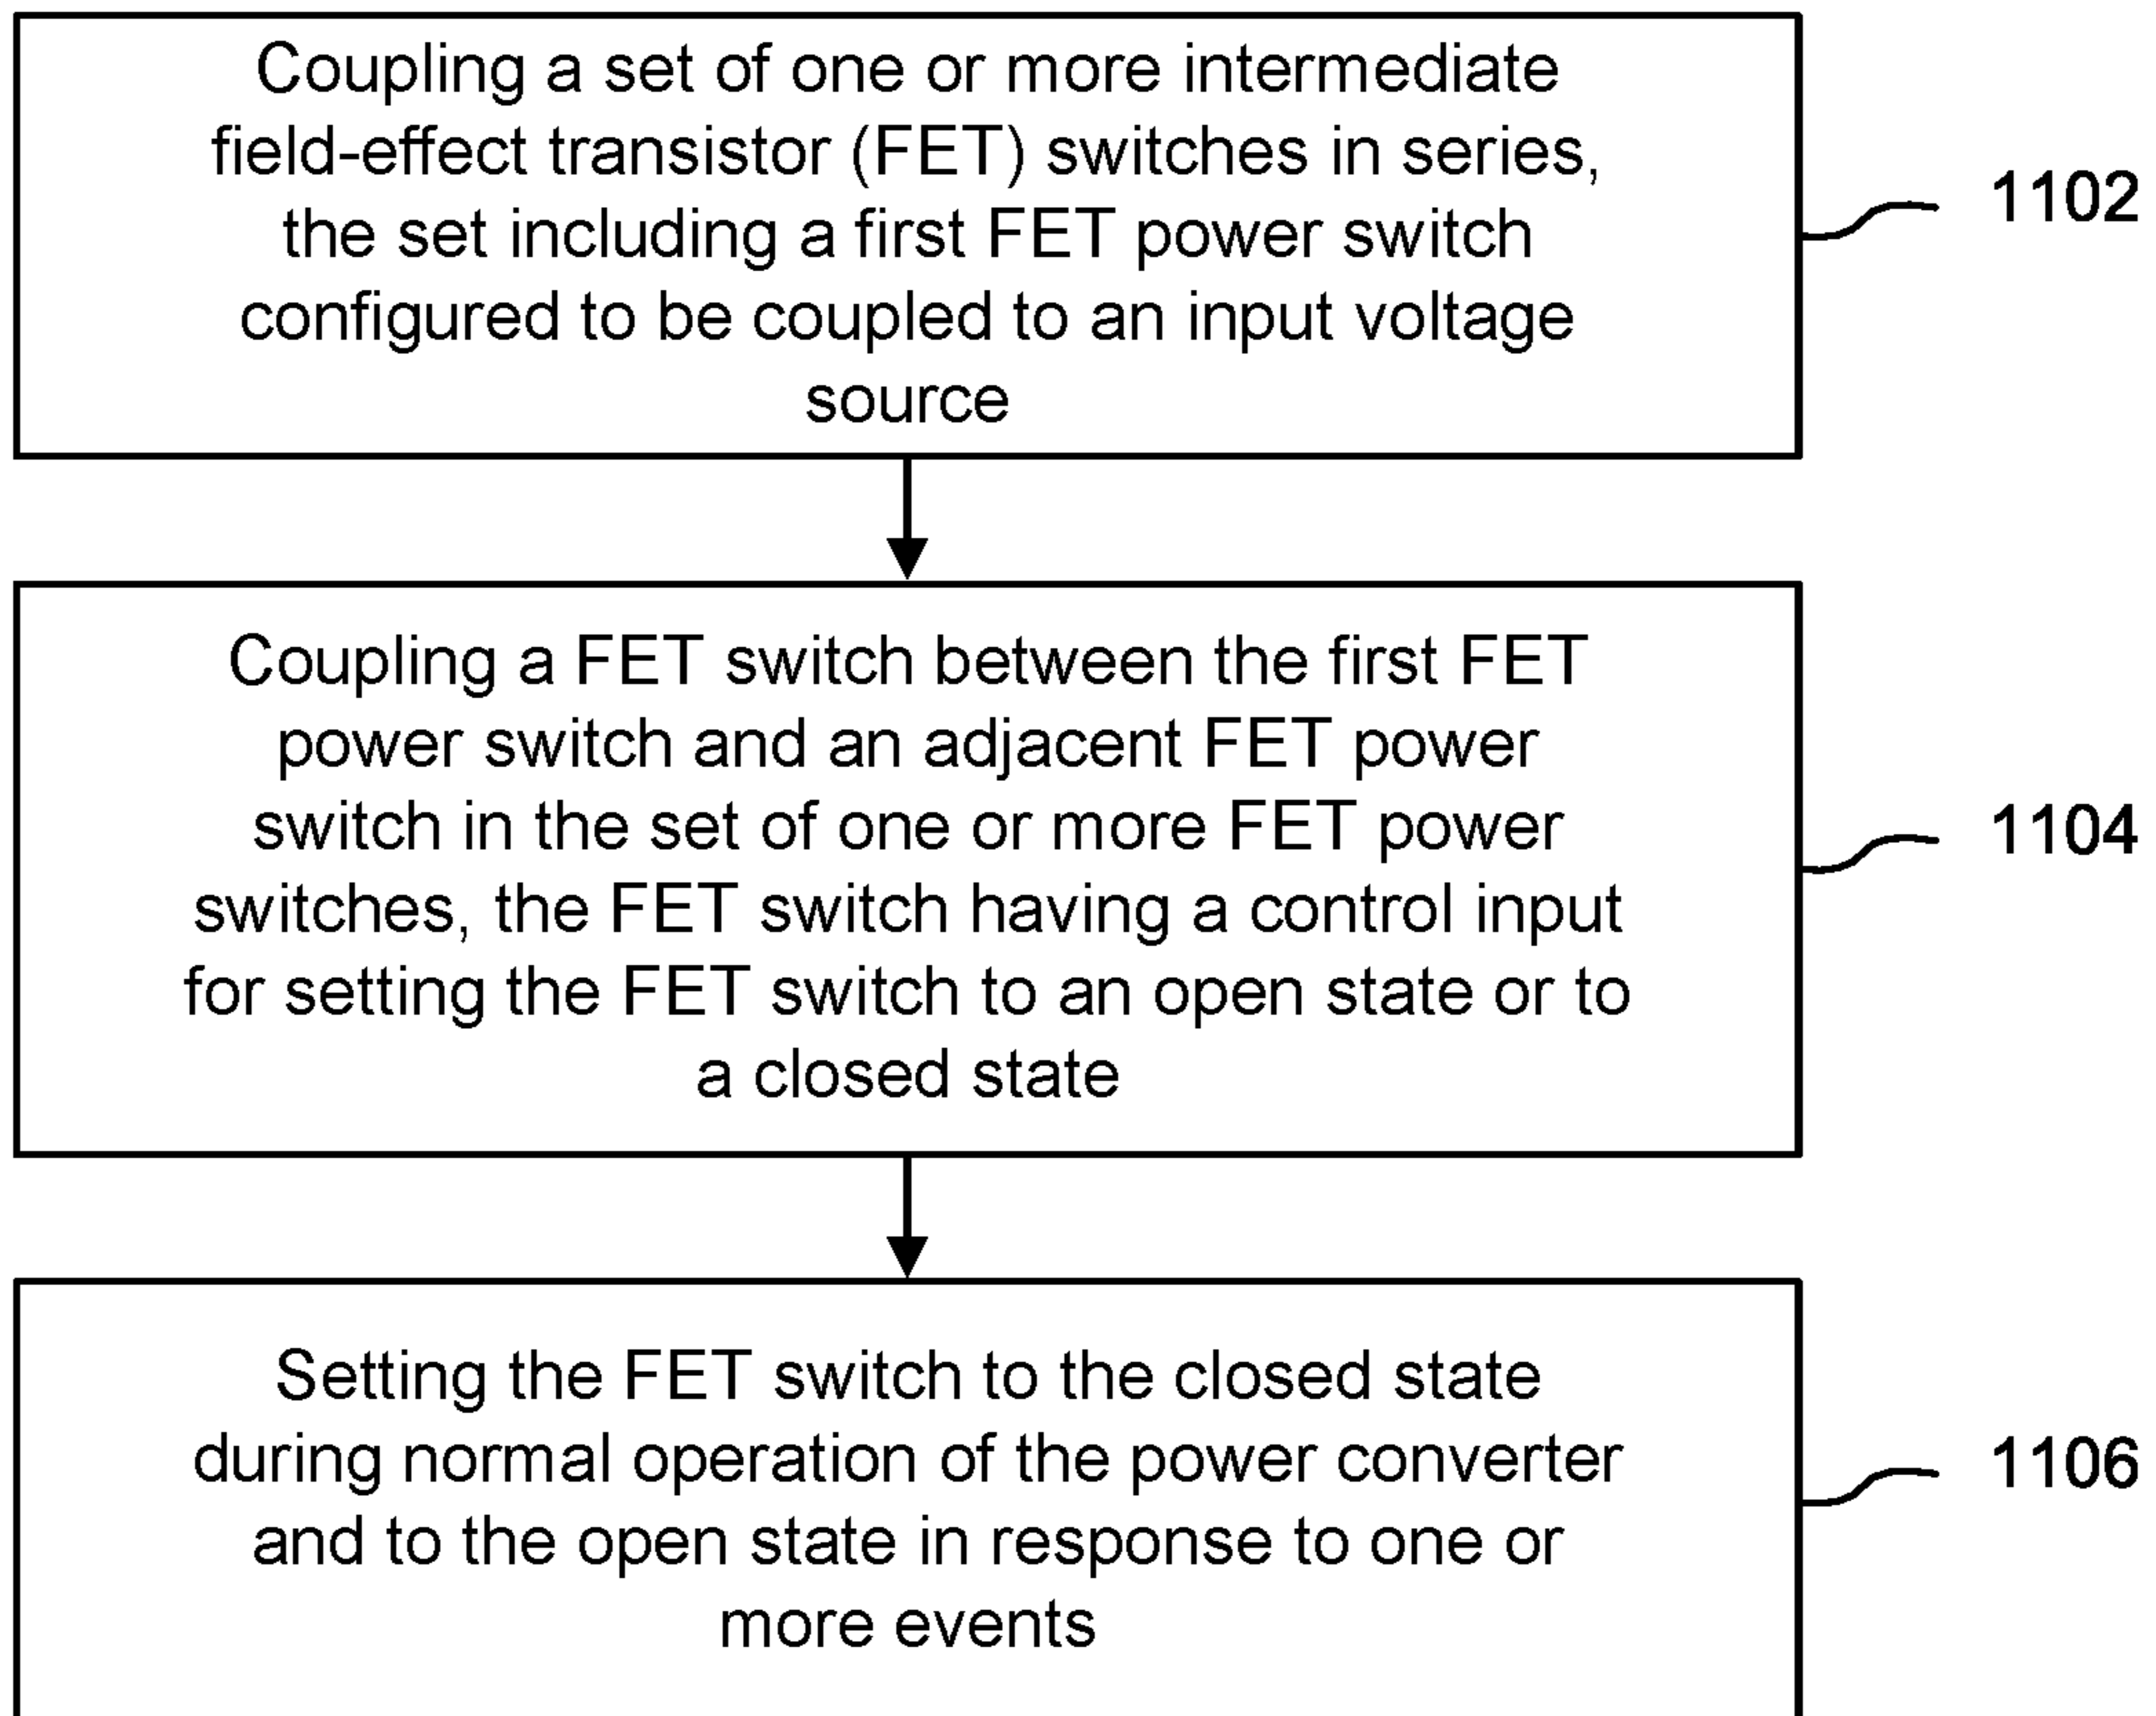 Coupling a set of one or more intermediate
field-effect transistor (FET) switches in series,
the set including a first FET power switch
configured to be coupled to an input voltage
source
1102
Coupling a FET switch between the first FET
power switch and an adjacent FET power
switch in the set of one or more FET power
switches, the FET switch having a control input
for setting the FET switch to an open state or to
a closed state
1104
Setting the FET switch to the closed state
during normal operation of the power converter
and to the open state in response to one or
more events
1106